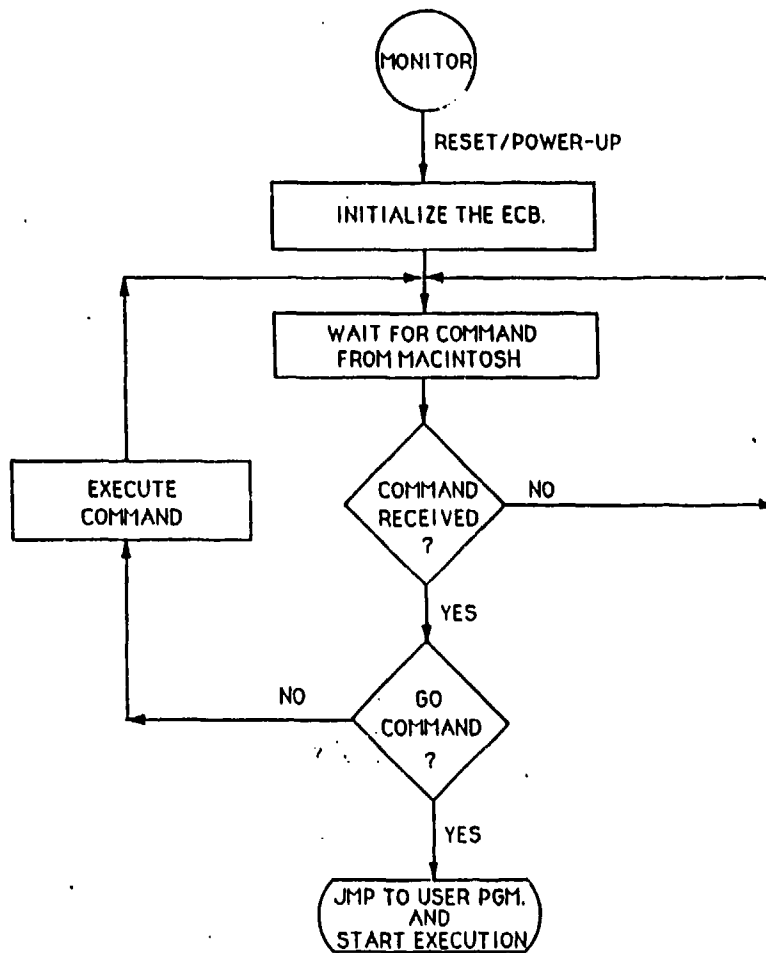 MONITOR
RESET/POWER-UP
INITIALIZE THE ECB.
WAIT FOR COMMAND
FROM MACINTOSH
EXECUTE
COMMAND
COMMAND
RECEIVED
?
NO
YES
NO
GO
COMMAND
?
YES
JMP TO USER PGM.
AND
START EXECUTION